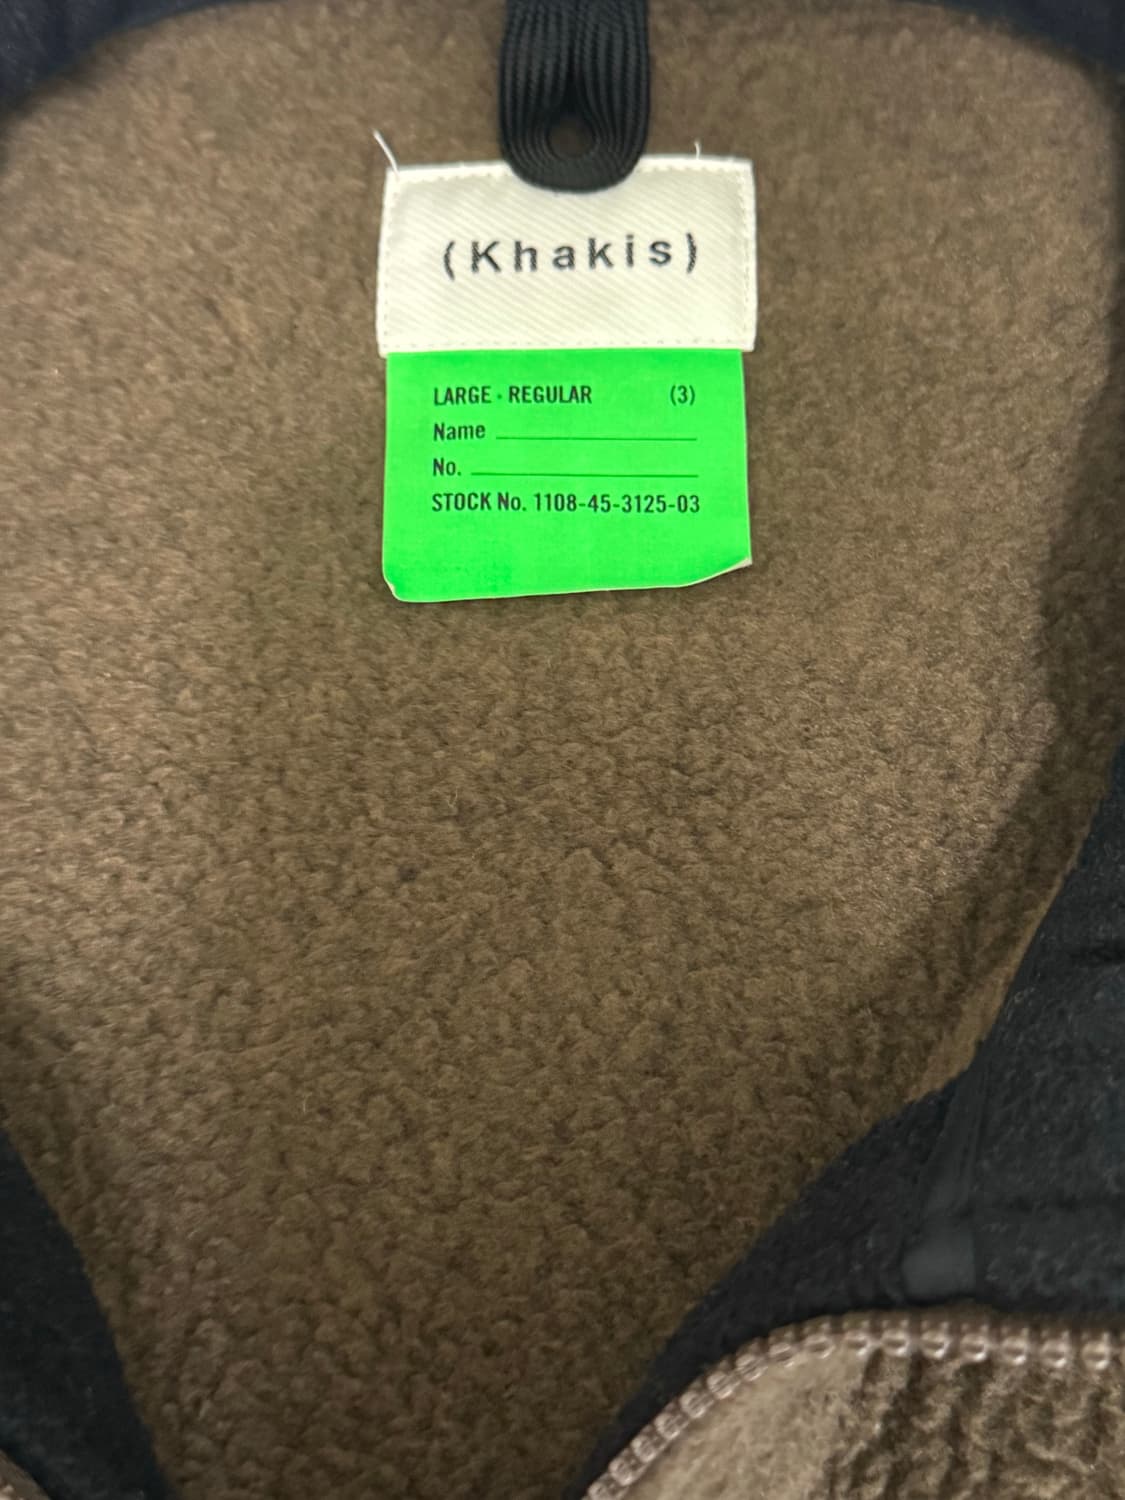 (Khakis)
LARGE · REGULAR (3)
Name
No.
STOCK No. 1108-45-3125-03